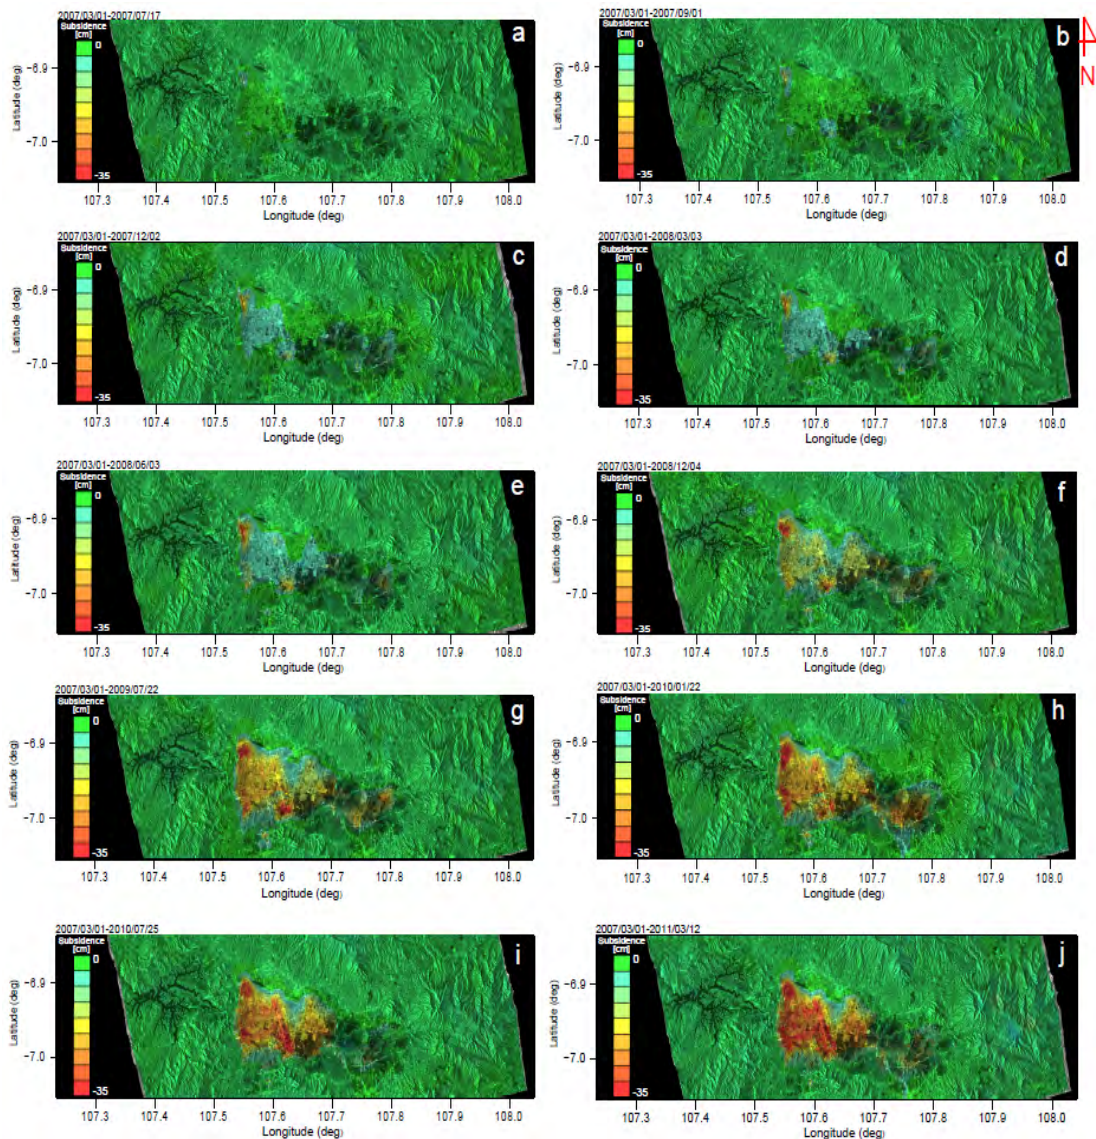 2007/03/01-2007/07/17
Subsidence
[cm]
0
-35
a
Latitude (deg)
−6.9
−7.0
107.3 107.4 107.5 107.6 107.7 107.8 107.9 108.0
Longitude (deg)
2007/03/01-2007/09/01
Subsidence
[cm]
0
-35
b
N
Latitude (deg)
−6.9
−7.0
107.3 107.4 107.5 107.6 107.7 107.8 107.9 108.0
Longitude (deg)
2007/03/01-2007/12/02
Subsidence
[cm]
0
-35
c
Latitude (deg)
−6.9
−7.0
107.3 107.4 107.5 107.6 107.7 107.8 107.9 108.0
Longitude (deg)
2007/03/01-2008/03/03
Subsidence
[cm]
0
-35
d
Latitude (deg)
−6.9
−7.0
107.3 107.4 107.5 107.6 107.7 107.8 107.9 108.0
Longitude (deg)
2007/03/01-2008/06/03
Subsidence
[cm]
0
-35
e
Latitude (deg)
−6.9
−7.0
107.3 107.4 107.5 107.6 107.7 107.8 107.9 108.0
Longitude (deg)
2007/03/01-2008/12/04
Subsidence
[cm]
0
-35
f
Latitude (deg)
−6.9
−7.0
107.3 107.4 107.5 107.6 107.7 107.8 107.9 108.0
Longitude (deg)
2007/03/01-2009/07/22
Subsidence
[cm]
0
-35
g
Latitude (deg)
−6.9
−7.0
107.3 107.4 107.5 107.6 107.7 107.8 107.9 108.0
Longitude (deg)
2007/03/01-2010/01/22
Subsidence
[cm]
0
-35
h
Latitude (deg)
−6.9
−7.0
107.3 107.4 107.5 107.6 107.7 107.8 107.9 108.0
Longitude (deg)
2007/03/01-2010/07/25
Subsidence
[cm]
0
-35
i
Latitude (deg)
−6.9
−7.0
107.3 107.4 107.5 107.6 107.7 107.8 107.9 108.0
Longitude (deg)
2007/03/01-2011/03/12
Subsidence
[cm]
0
-35
j
Latitude (deg)
−6.9
−7.0
107.3 107.4 107.5 107.6 107.7 107.8 107.9 108.0
Longitude (deg)